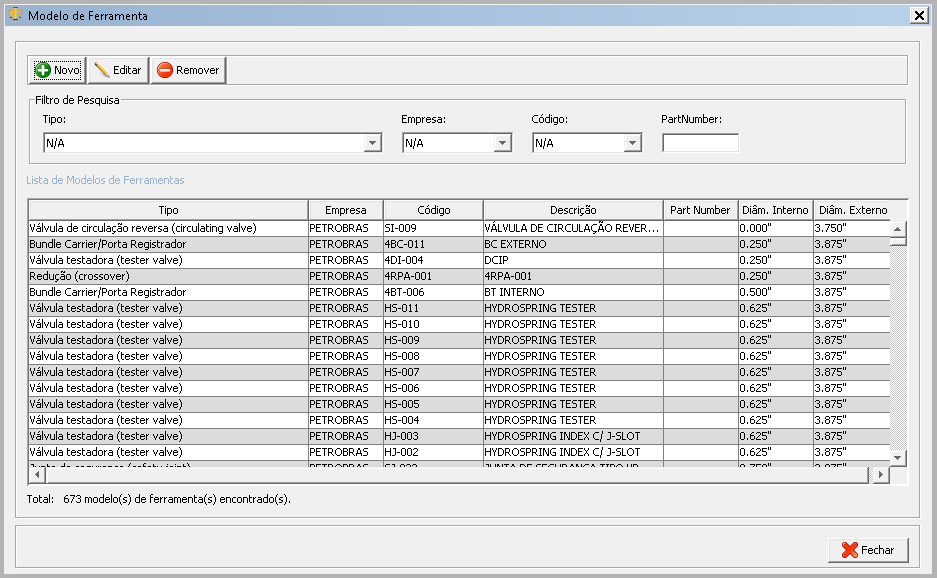 Modelo de Ferramenta
Novo Editar Remover
Filtro de Pesquisa
Tipo: Empresa: Código: PartNumber:
N/A N/A N/A
Lista de Modelos de Ferramentas
Tipo Empresa Código Descrição Part Number Diâm. Interno Diâm. Externo
Válvula de circulação reversa (circulating valve) PETROBRAS SI-009 VÁLVULA DE CIRCULAÇÃO REVER... 0.000" 3.750"
Bundle Carrier/Porta Registrador PETROBRAS 4BC-011 BC EXTERNO 0.250" 3.875"
Válvula testadora (tester valve) PETROBRAS 4DI-004 DCIP 0.250" 3.875"
Redução (crossover) PETROBRAS 4RPA-001 4RPA-001 0.250" 3.875"
Bundle Carrier/Porta Registrador PETROBRAS 4BT-006 BT INTERNO 0.500" 3.875"
Válvula testadora (tester valve) PETROBRAS HS-011 HYDROSPRING TESTER 0.625" 3.875"
Válvula testadora (tester valve) PETROBRAS HS-010 HYDROSPRING TESTER 0.625" 3.875"
Válvula testadora (tester valve) PETROBRAS HS-009 HYDROSPRING TESTER 0.625" 3.875"
Válvula testadora (tester valve) PETROBRAS HS-008 HYDROSPRING TESTER 0.625" 3.875"
Válvula testadora (tester valve) PETROBRAS HS-007 HYDROSPRING TESTER 0.625" 3.875"
Válvula testadora (tester valve) PETROBRAS HS-006 HYDROSPRING TESTER 0.625" 3.875"
Válvula testadora (tester valve) PETROBRAS HS-005 HYDROSPRING TESTER 0.625" 3.875"
Válvula testadora (tester valve) PETROBRAS HS-004 HYDROSPRING TESTER 0.625" 3.875"
Válvula testadora (tester valve) PETROBRAS HJ-003 HYDROSPRING INDEX C/ J-SLOT 0.625" 3.875"
Válvula testadora (tester valve) PETROBRAS HJ-002 HYDROSPRING INDEX C/ J-SLOT 0.625" 3.875"
Total: 673 modelo(s) de ferramenta(s) encontrado(s).
Fechar